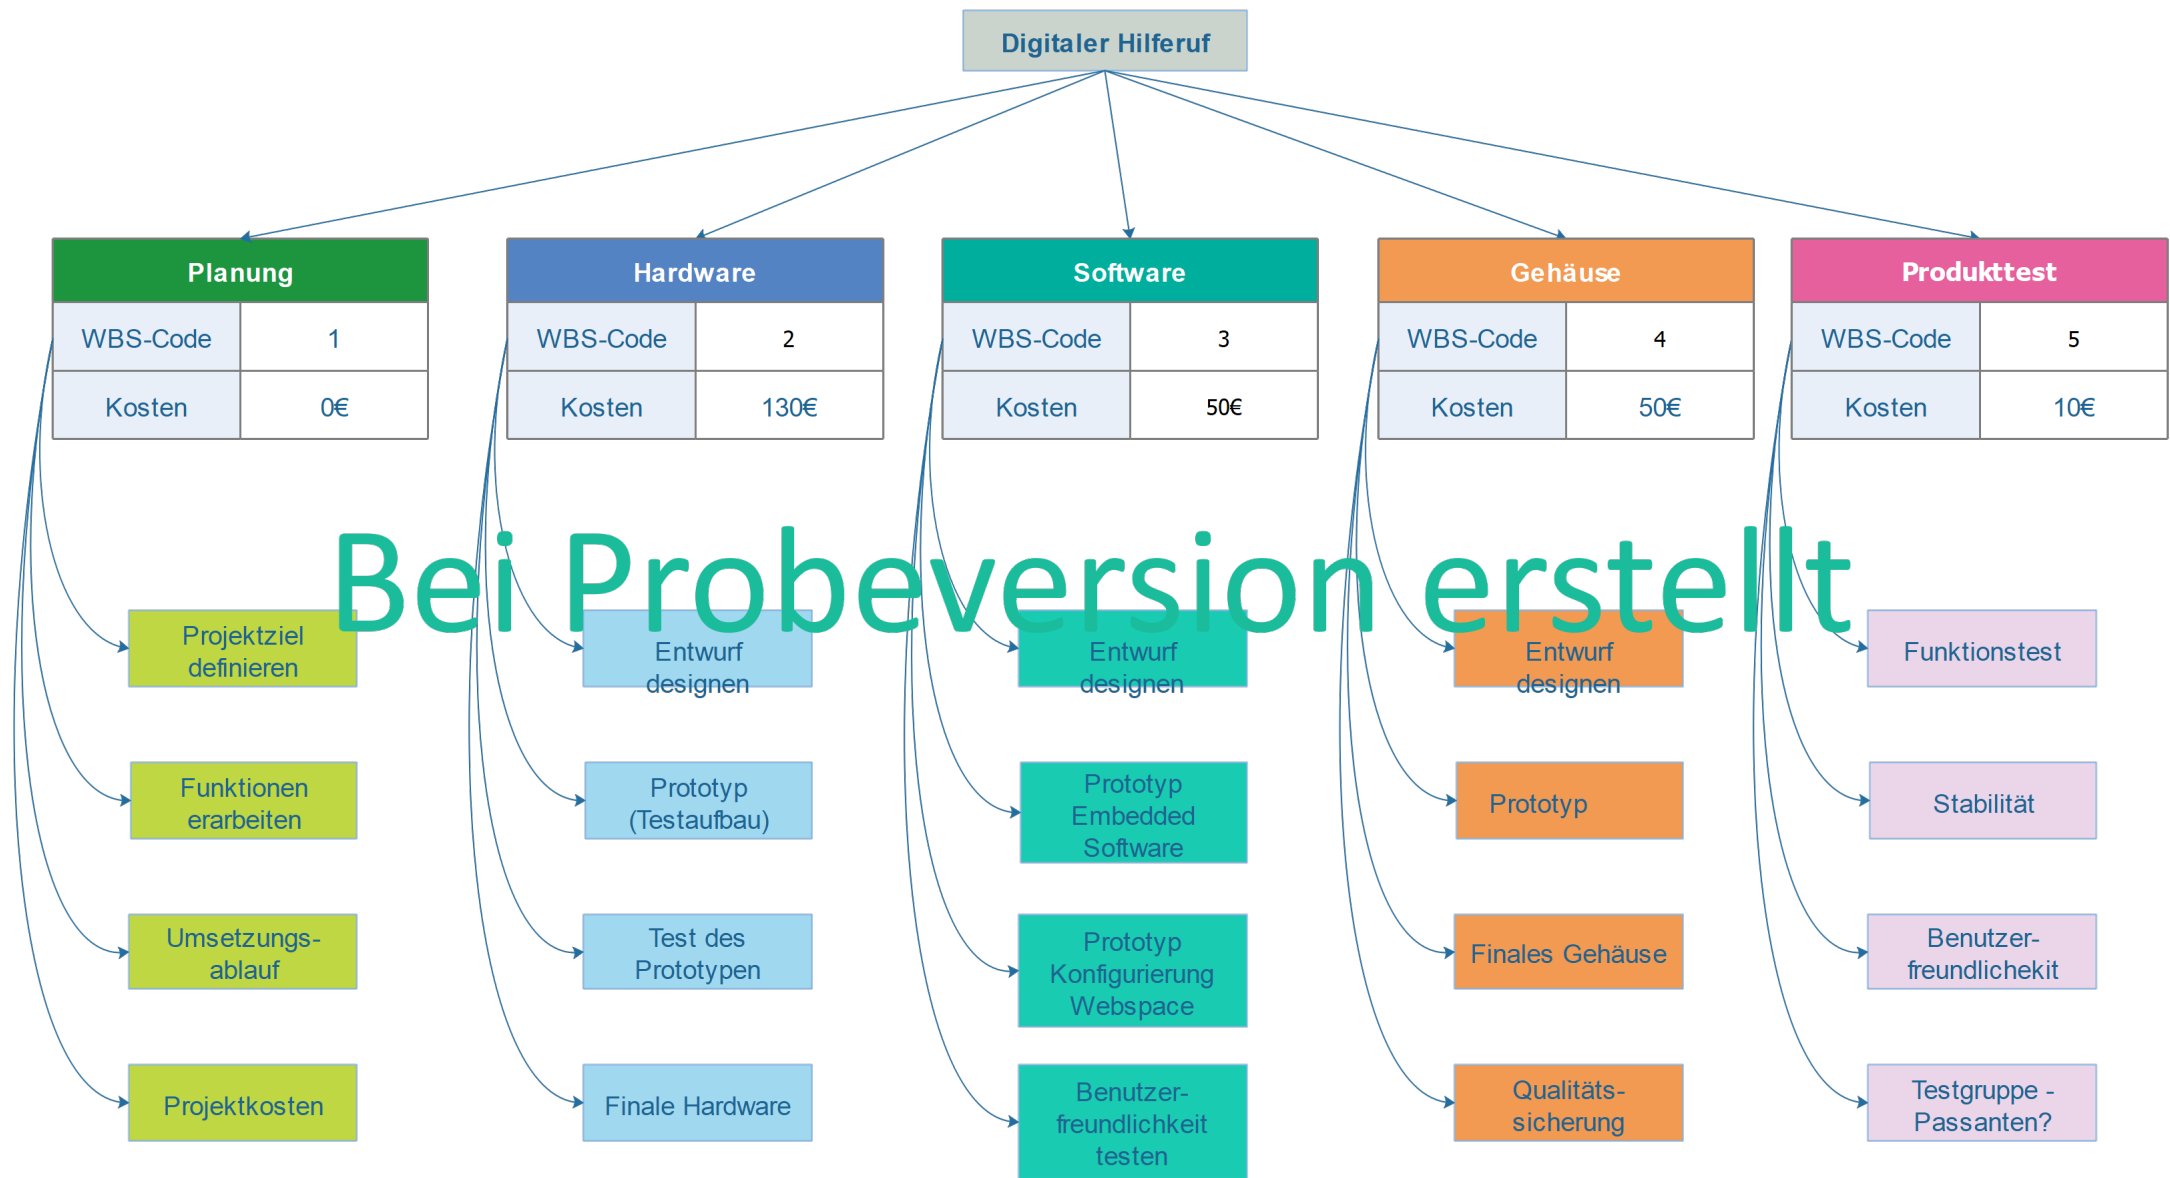 Digitaler Hilferuf
Planung
WBS-Code 1
Kosten 0€
Hardware
WBS-Code 2
Kosten 130€
Software
WBS-Code 3
Kosten 50€
Gehäuse
WBS-Code 4
Kosten 50€
Produkttest
WBS-Code 5
Kosten 10€
Bei Probeversion erstellt
Projektziel
definieren
Funktionen
erarbeiten
Umsetzungs-
ablauf
Projektkosten
Entwurf
designen
Prototyp
(Testaufbau)
Test des
Prototypen
Finale Hardware
Entwurf
designen
Prototyp
Embedded
Software
Prototyp
Konfigurierung
Webspace
Benutzer-
freundlichkeit
testen
Entwurf
designen
Prototyp
Finales Gehäuse
Qualitäts-
sicherung
Funktionstest
Stabilität
Benutzer-
freundlichekit
Testgruppe -
Passanten?